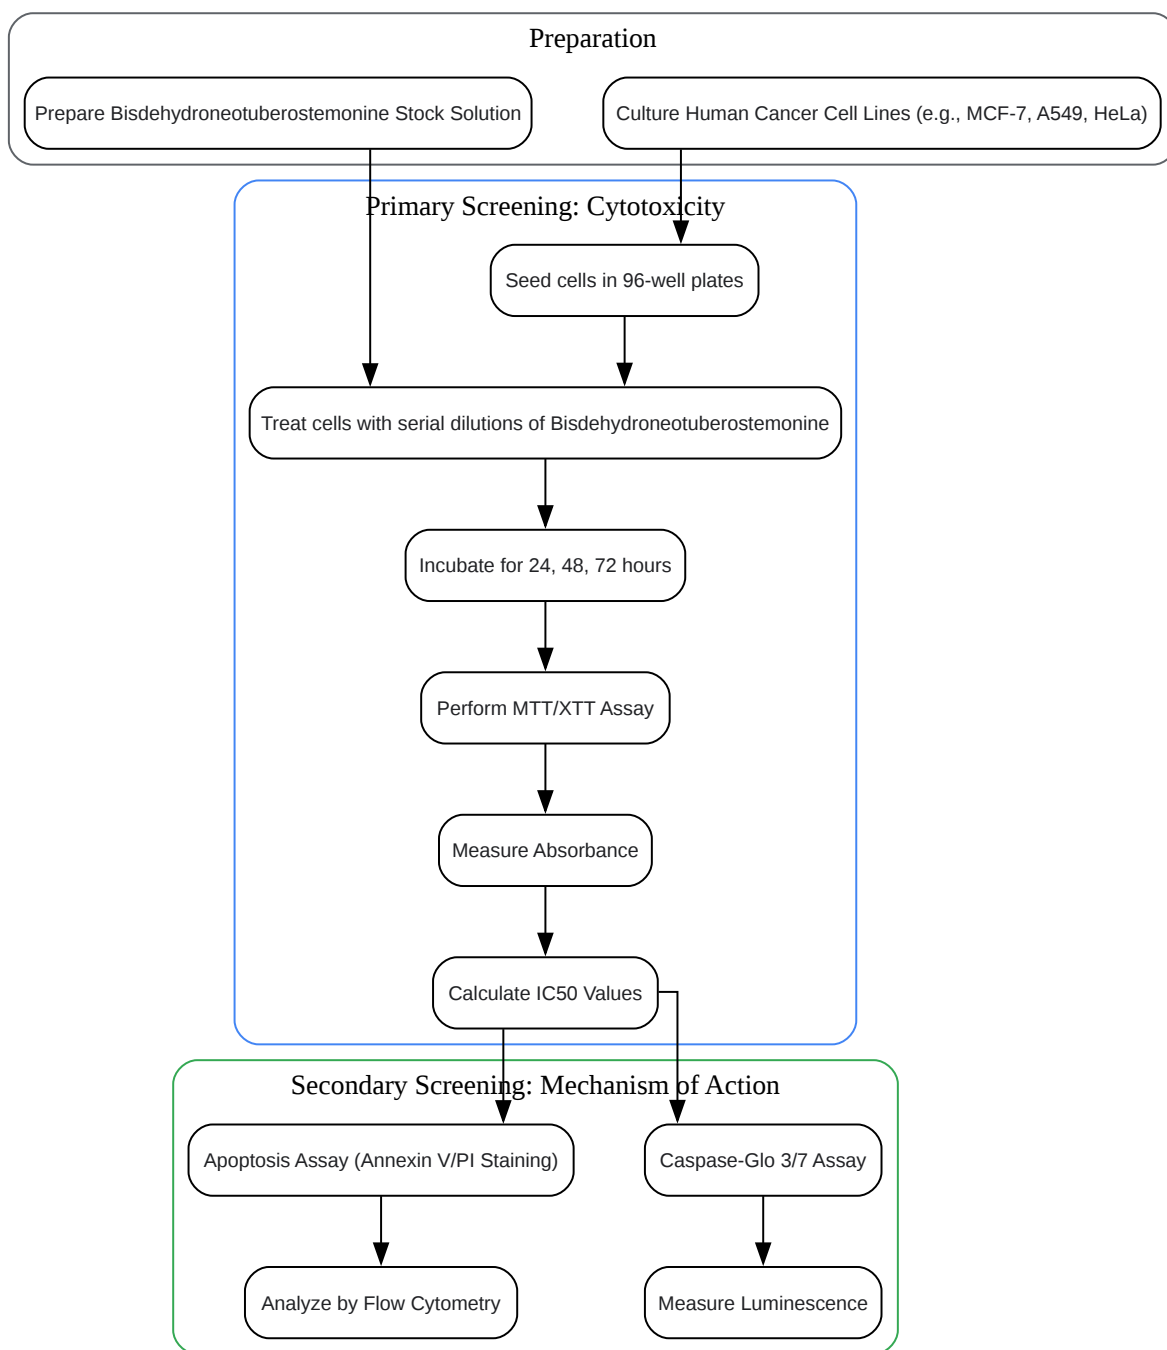 Preparation
Prepare Bisdehydroneotuberostemonine Stock Solution
Culture Human Cancer Cell Lines (e.g., MCF-7, A549, HeLa)
Primary Screening: Cytotoxicity
Seed cells in 96-well plates
Treat cells with serial dilutions of Bisdehydroneotuberostemonine
Incubate for 24, 48, 72 hours
Perform MTT/XTT Assay
Measure Absorbance
Calculate IC50 Values
Secondary Screening: Mechanism of Action
Apoptosis Assay (Annexin V/PI Staining)
Caspase-Glo 3/7 Assay
Analyze by Flow Cytometry
Measure Luminescence